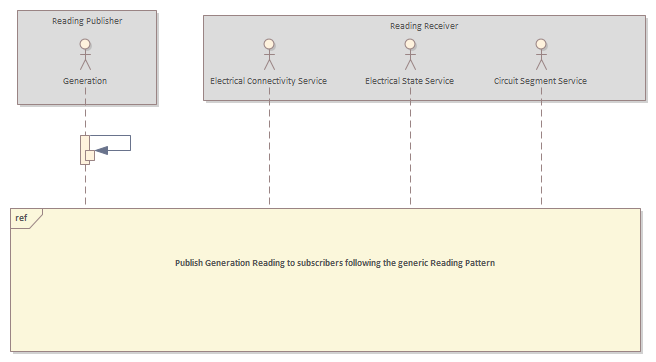 Reading Publisher
Reading Receiver
Generation
Electrical Connectivity Service
Electrical State Service
Circuit Segment Service
ref
Publish Generation Reading to subscribers following the generic Reading Pattern